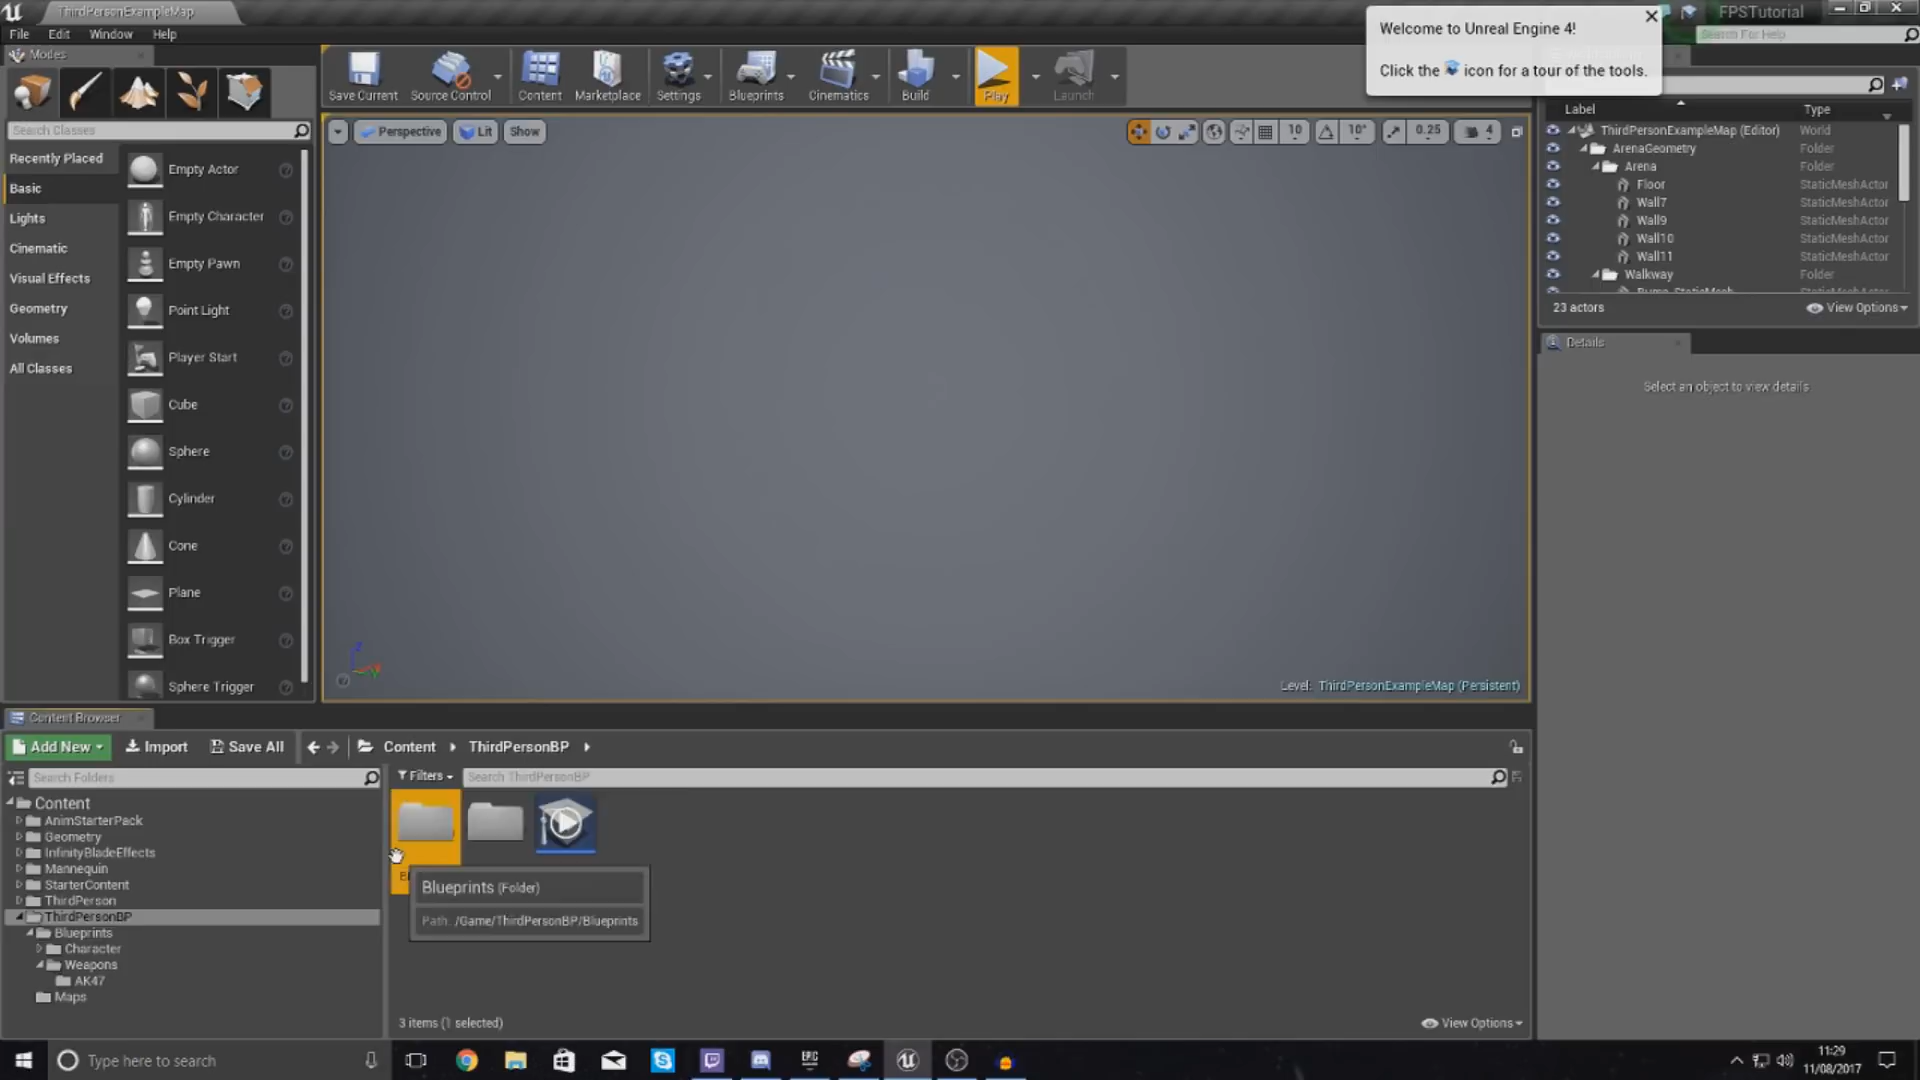 ThirdPersonExampleMap
FPSTutorial
File Edit Window Help
Search For Help
Welcome to Unreal Engine 4!
Click the icon for a tour of the tools.
Modes
Save Current
Source Control
Content
Marketplace
Settings
Blueprints
Cinematics
Build
Play
Launch
Search Classes
Recently Placed
Basic
Lights
Cinematic
Visual Effects
Geometry
Volumes
All Classes
Empty Actor
Empty Character
Empty Pawn
Point Light
Player Start
Cube
Sphere
Cylinder
Cone
Plane
Box Trigger
Sphere Trigger
Perspective
Lit
Show
10
10°
0.25
4
Level: ThirdPersonExampleMap (Persistent)
Label Type
ThirdPersonExampleMap (Editor) World
ArenaGeometry Folder
Arena Folder
Floor StaticMeshActor
Wall7 StaticMeshActor
Wall9 StaticMeshActor
Wall10 StaticMeshActor
Wall11 StaticMeshActor
Walkway Folder
23 actors
View Options
Details
Select an object to view details
Content Browser
Add New
Import
Save All
Content
ThirdPersonBP
Search Folders
Filters
Search ThirdPersonBP
Content
AnimStarterPack
Geometry
InfinityBladeEffects
Mannequin
StarterContent
ThirdPerson
ThirdPersonBP
Blueprints
Character
Weapons
AK47
Maps
Blueprints (Folder)
Path: /Game/ThirdPersonBP/Blueprints
3 items (1 selected)
View Options
Type here to search
EPIC
11:29
11/08/2017